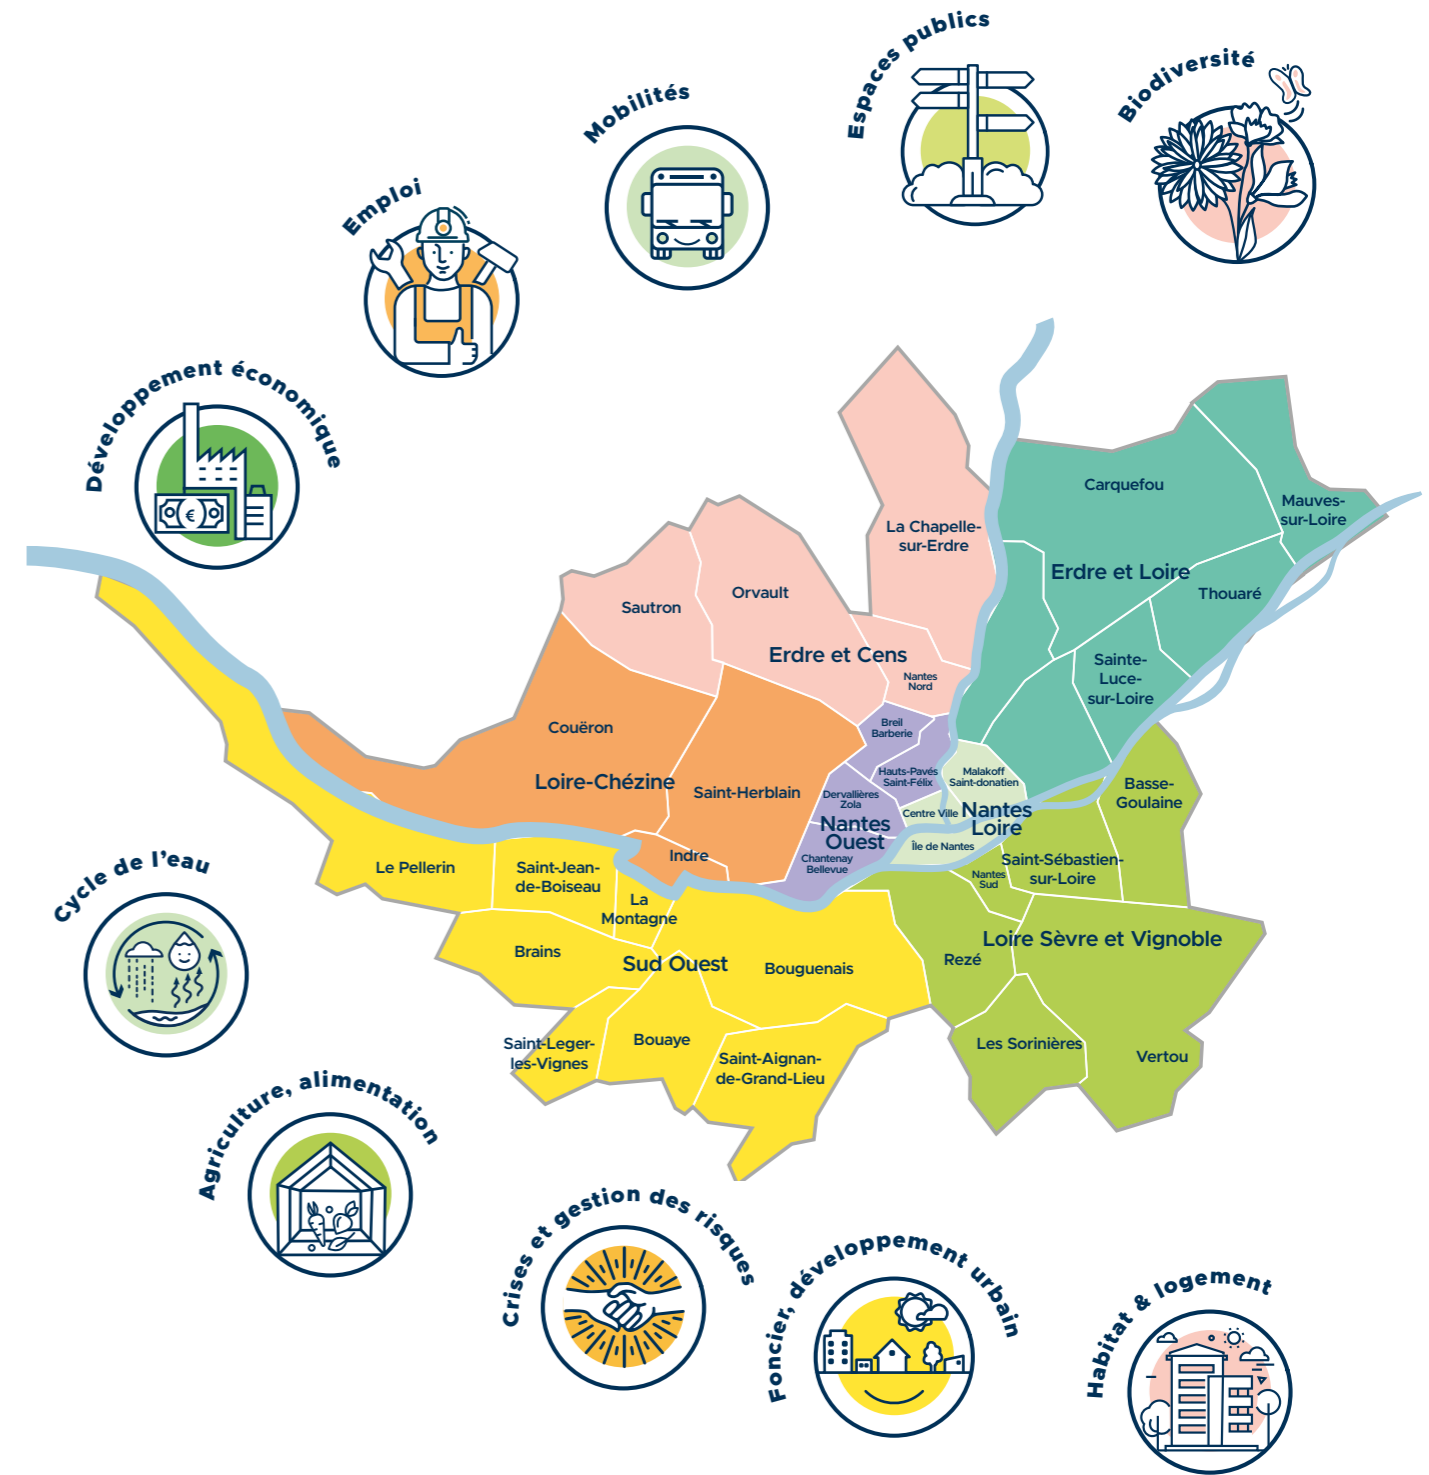 Espaces publics
Biodiversité
Mobilités
Emploi
Développement économique
€
Carquefou
Mauves-
sur-Loire
La Chapelle-
sur-Erdre
Erdre et Loire
Thouaré
Orvault
Sautron
Erdre et Cens
Sainte-
Luce-
sur-Loire
Nantes
Nord
Couëron
Breil
Barberie
Loire-Chézine
Hauts-Pavés
Saint-Félix
Malakoff
Saint-donatien
Basse-
Goulaine
Saint-Herblain
Dervallières
Zola
Centre Ville
Nantes
Loire
Nantes
Ouest
Île de Nantes
Indre
Chantenay
Bellevue
Saint-Sébastien-
sur-Loire
Nantes
Sud
Le Pellerin
Saint-Jean-
de-Boiseau
La
Montagne
Loire Sèvre et Vignoble
Brains
Sud Ouest
Bouguenais
Rezé
Saint-Leger-
les-Vignes
Bouaye
Saint-Aignan-
de-Grand-Lieu
Les Sorinières
Vertou
Cycle de l'eau
Agriculture, alimentation
Crises et gestion des risques
Foncier, développement urbain
Habitat & logement